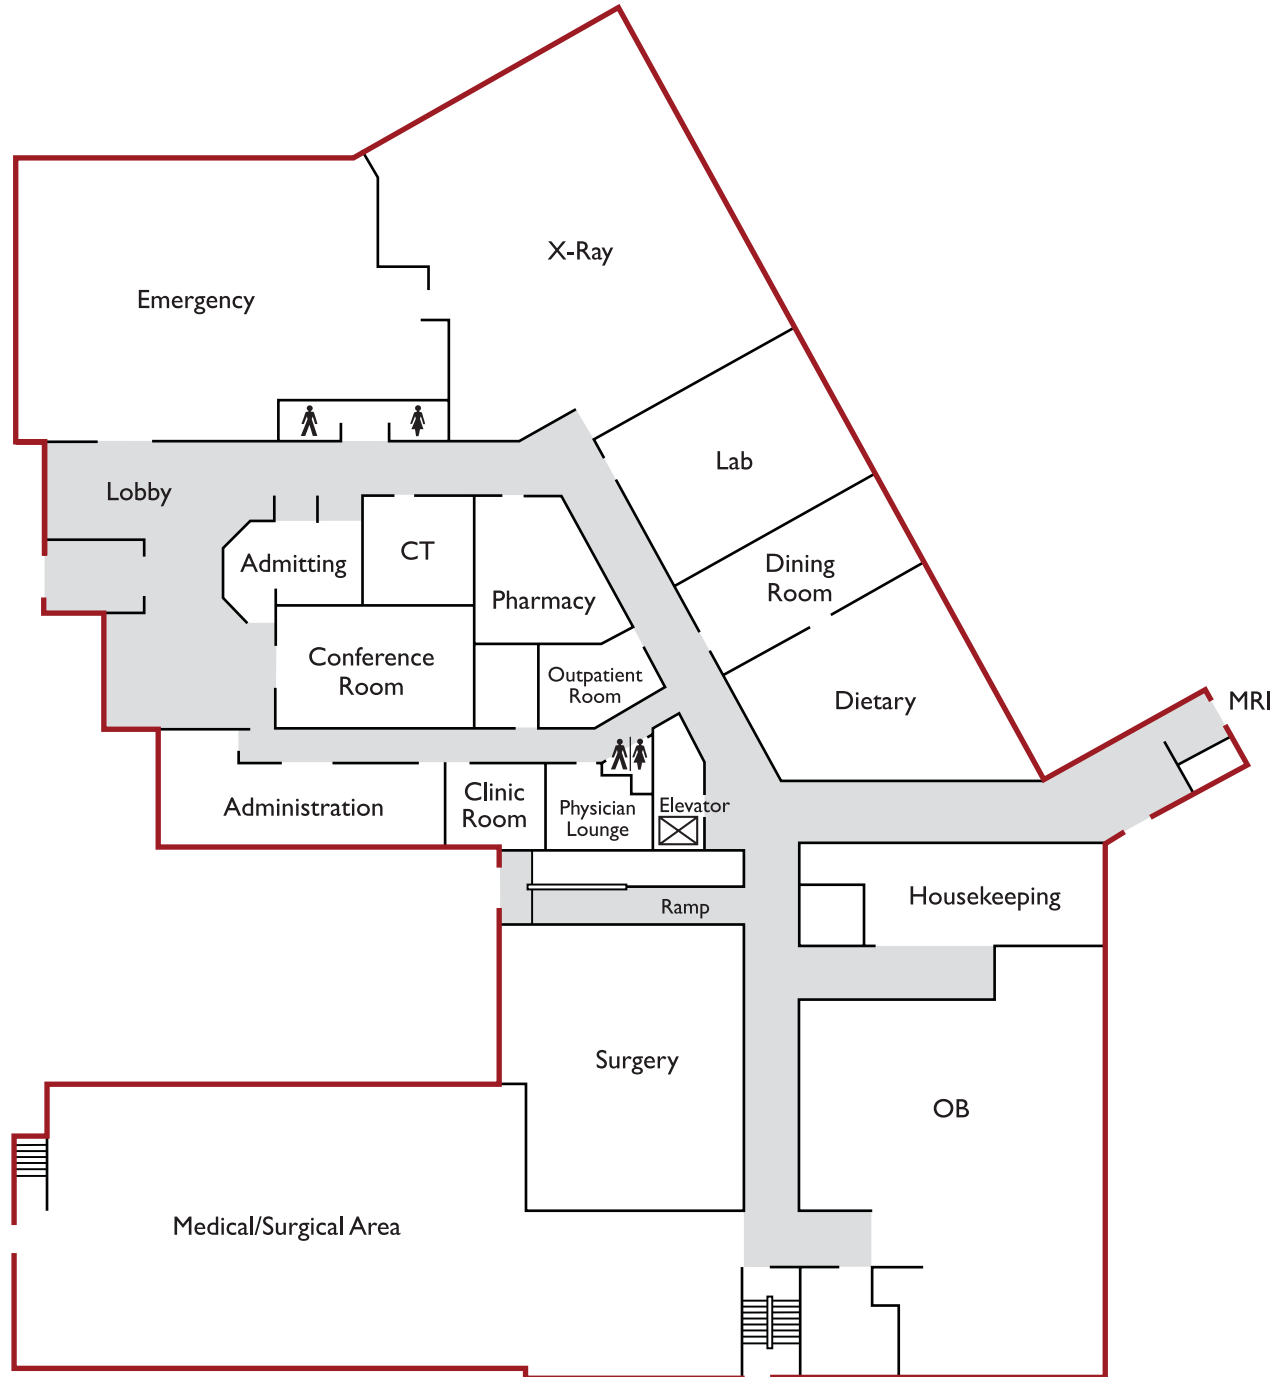 X-Ray
Emergency
Lab
Lobby
CT
Admitting
Dining
Room
Pharmacy
Conference
Room
Outpatient
Room
Dietary
MRI
Administration
Clinic
Room
Physician
Lounge
Elevator
Housekeeping
Ramp
Surgery
OB
Medical/Surgical Area